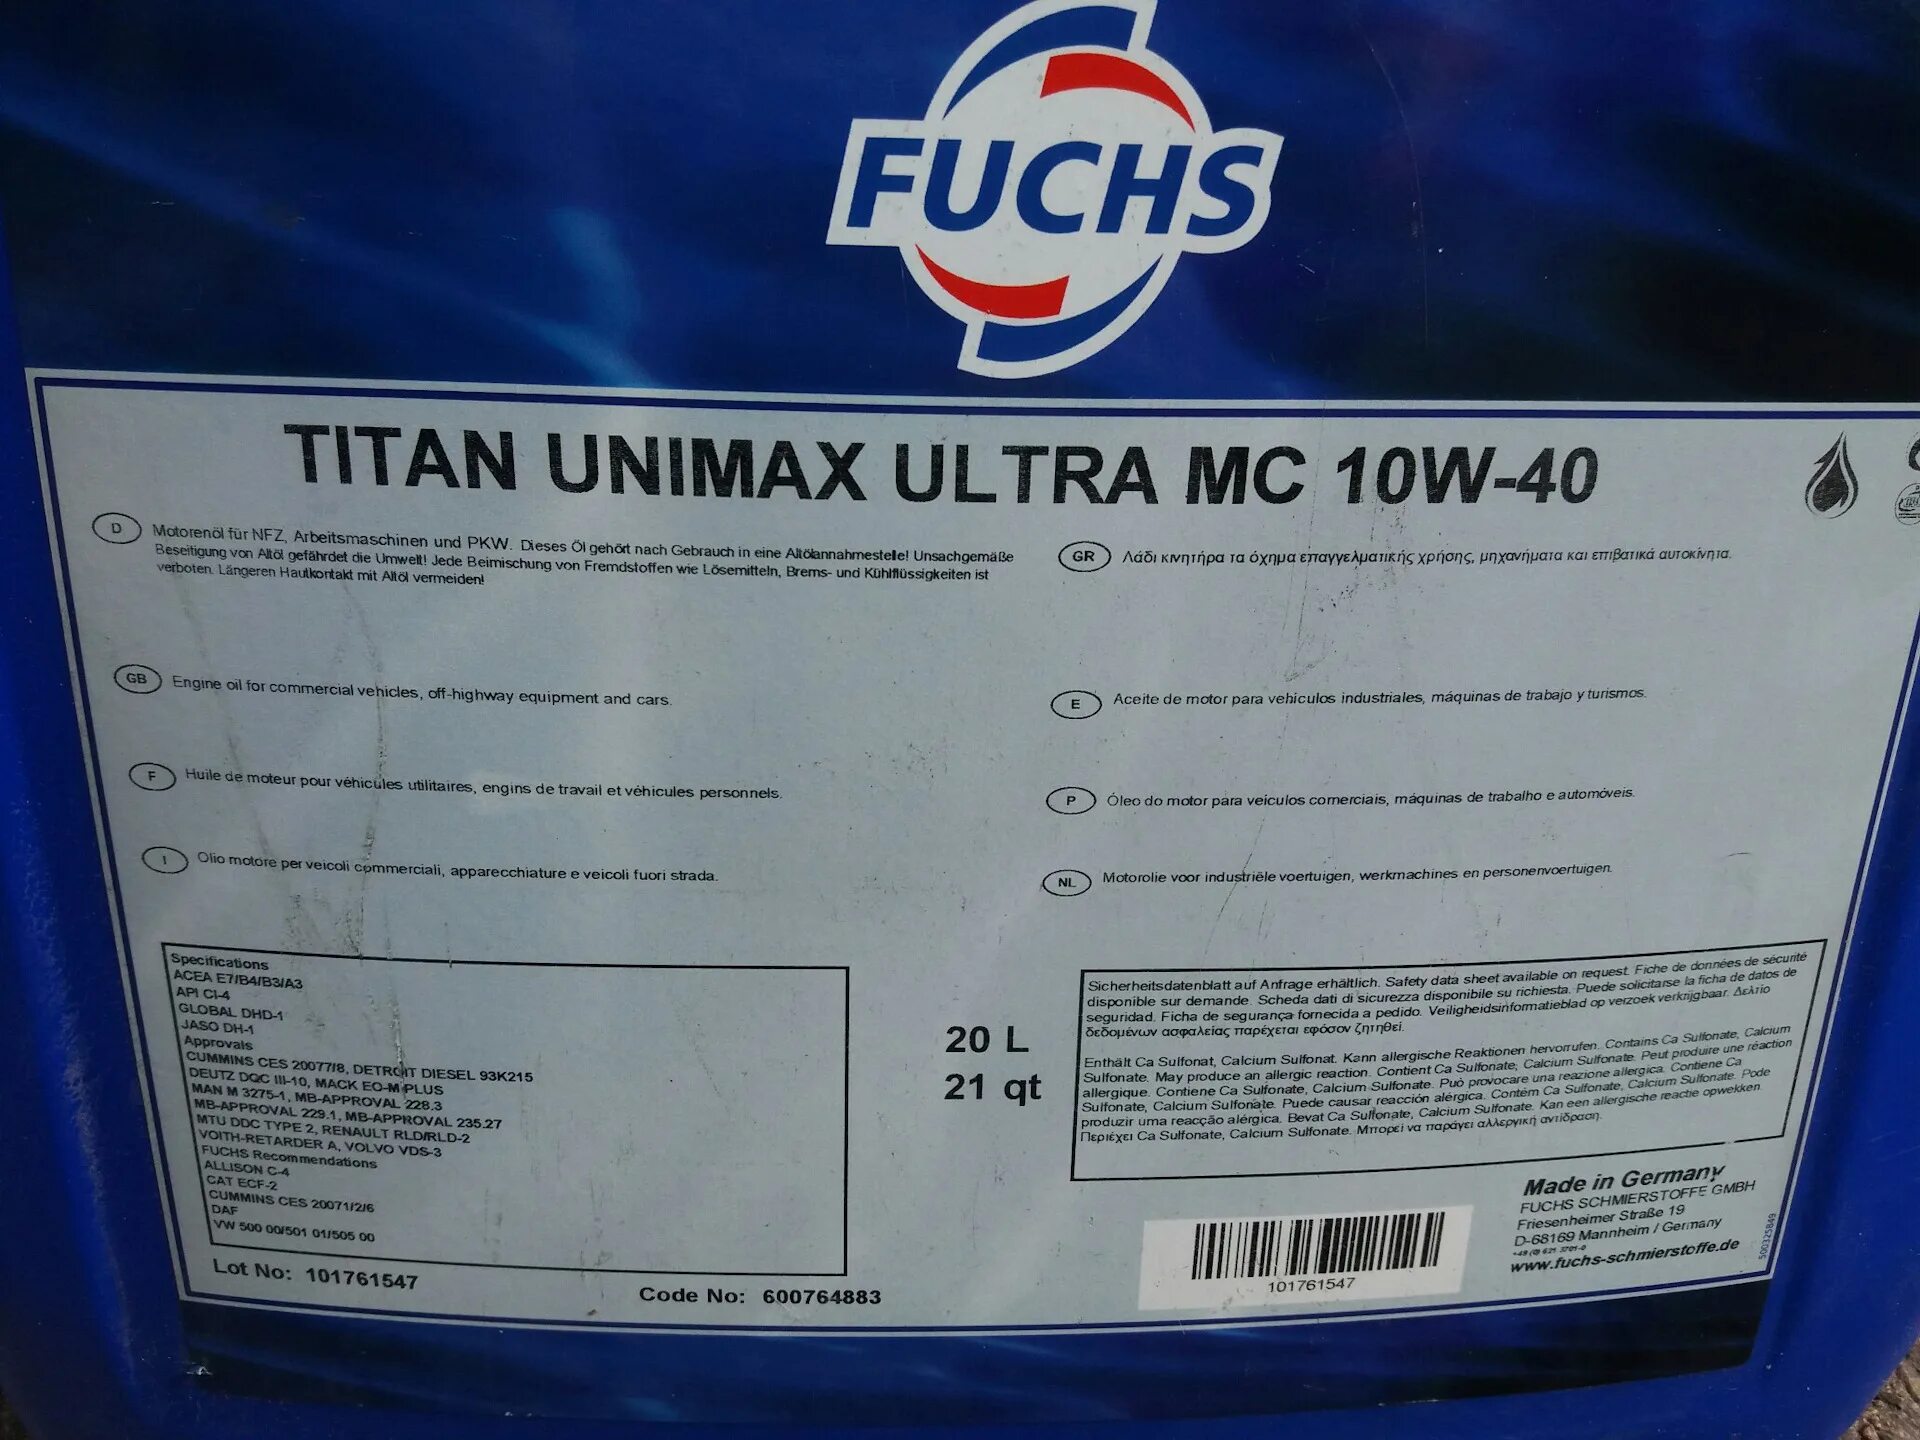 FUCHS
TITAN UNIMAX ULTRA MC 10W-40
D
Motorenöl für NFZ, Arbeitsmaschinen und PKW. Dieses Öl gehört nach Gebrauch in eine Altölannahmestelle! Unsachgemäße
Beseitigung von Altöl gefährdet die Umwelt! Jede Beimischung von Fremdstoffen wie Lösemitteln, Brems- und Kühlflüssigkeiten ist
verboten. Längeren Hautkontakt mit Altöl vermeiden!
GB
Engine oil for commercial vehicles, off-highway equipment and cars.
F
Huile de moteur pour véhicules utilitaires, engins de travail et véhicules personnels.
I
Olio motore per veicoli commerciali, apparecchiature e veicoli fuori strada.
GR
Λάδι κινητήρα τα όχημα επαγγελματικής χρήσης, μηχανήματα και επιβατικά αυτοκίνητα.
E
Aceite de motor para vehículos industriales, máquinas de trabajo y turismos.
P
Óleo do motor para veículos comerciais, máquinas de trabalho e automóveis.
NL
Motorolie voor industriële voertuigen, werkmachines en personenvoertuigen.
Specifications
ACEA E7/B4/B3/A3
API CI-4
GLOBAL DHD-1
JASO DH-1
Approvals
CUMMINS CES 20077/8, DETROIT DIESEL 93K215
DEUTZ DQC III-10, MACK EO-M PLUS
MAN M 3275-1, MB-APPROVAL 228.3
MB-APPROVAL 229.1, MB-APPROVAL 235.27
MTU DDC TYPE 2, RENAULT RLD/RLD-2
VOITH-RETARDER A, VOLVO VDS-3
FUCHS Recommendations
ALLISON C-4
CAT ECF-2
CUMMINS CES 20071/2/6
DAF
VW 500 00/501 01/505 00
Lot No: 101761547
Code No: 600764883
20 L
21 qt
Sicherheitsdatenblatt auf Anfrage erhältlich. Safety data sheet available on request. Fiche de données de sécurité
disponible sur demande. Scheda dati di sicurezza disponibile su richiesta. Puede solicitarse la ficha de datos de
seguridad. Ficha de segurança fornecida a pedido. Veiligheidsinformatieblad op verzoek verkrijgbaar. Δελτίο
δεδομένων ασφαλείας παρέχεται εφόσον ζητηθεί.
Enthält Ca Sulfonat, Calcium Sulfonat. Kann allergische Reaktionen hervorrufen. Contains Ca Sulfonate, Calcium
Sulfonate. May produce an allergic reaction. Contient Ca Sulfonate, Calcium Sulfonate. Peut produire une réaction
allergique. Contiene Ca Sulfonate, Calcium Sulfonate. Può provocare una reazione allergica. Contiene Ca
Sulfonate, Calcium Sulfonate. Puede causar reacción alérgica. Contém Ca Sulfonate, Calcium Sulfonate. Pode
produzir uma reacção alérgica. Bevat Ca Sulfonate, Calcium Sulfonate. Kan een allergische reactie opwekken.
Περιέχει Ca Sulfonate, Calcium Sulfonate. Μπορεί να παράγει αλλεργική αντίδραση.
101761547
Made in Germany
FUCHS SCHMIERSTOFFE GMBH
Friesenheimer Straße 19
D-68169 Mannheim / Germany
+49 (0) 621 3701-0
www.fuchs-schmierstoffe.de
500325849